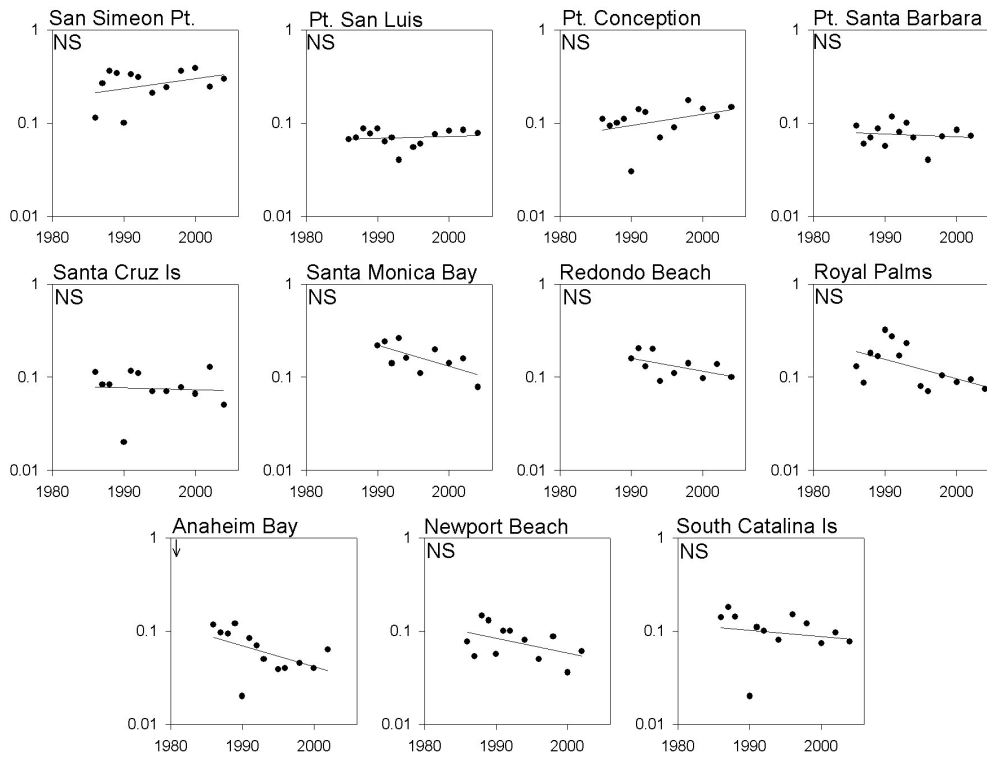 San Simeon Pt. Pt. San Luis Pt. Conception Pt. Santa Barbara
1 1 1 1
NS NS NS NS
0.1 0.1 0.1 0.1
0.01 0.01 0.01 0.01
1980 1990 2000 1980 1990 2000 1980 1990 2000 1980 1990 2000
Santa Cruz Is Santa Monica Bay Redondo Beach Royal Palms
1 1 1 1
NS NS NS NS
0.1 0.1 0.1 0.1
0.01 0.01 0.01 0.01
1980 1990 2000 1980 1990 2000 1980 1990 2000 1980 1990 2000
Anaheim Bay Newport Beach South Catalina Is
1 1 1
NS NS
0.1 0.1 0.1
0.01 0.01 0.01
1980 1990 2000 1980 1990 2000 1980 1990 2000